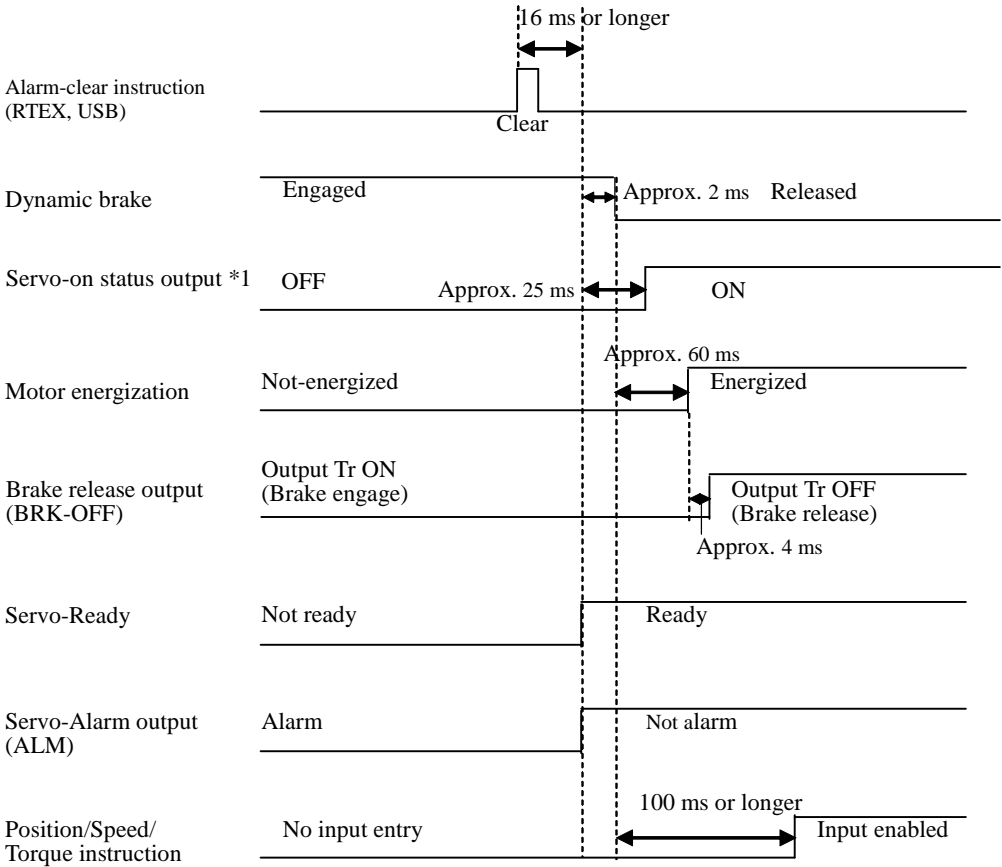 16 ms or longer
Alarm-clear instruction
(RTEX, USB)
Clear
Dynamic brake
Engaged
Approx. 2 ms
Released
Servo-on status output *1
OFF
Approx. 25 ms
ON
Approx. 60 ms
Motor energization
Not-energized
Energized
Brake release output
(BRK-OFF)
Output Tr ON
(Brake engage)
Output Tr OFF
(Brake release)
Approx. 4 ms
Servo-Ready
Not ready
Ready
Servo-Alarm output
(ALM)
Alarm
Not alarm
100 ms or longer
Position/Speed/
Torque instruction
No input entry
Input enabled